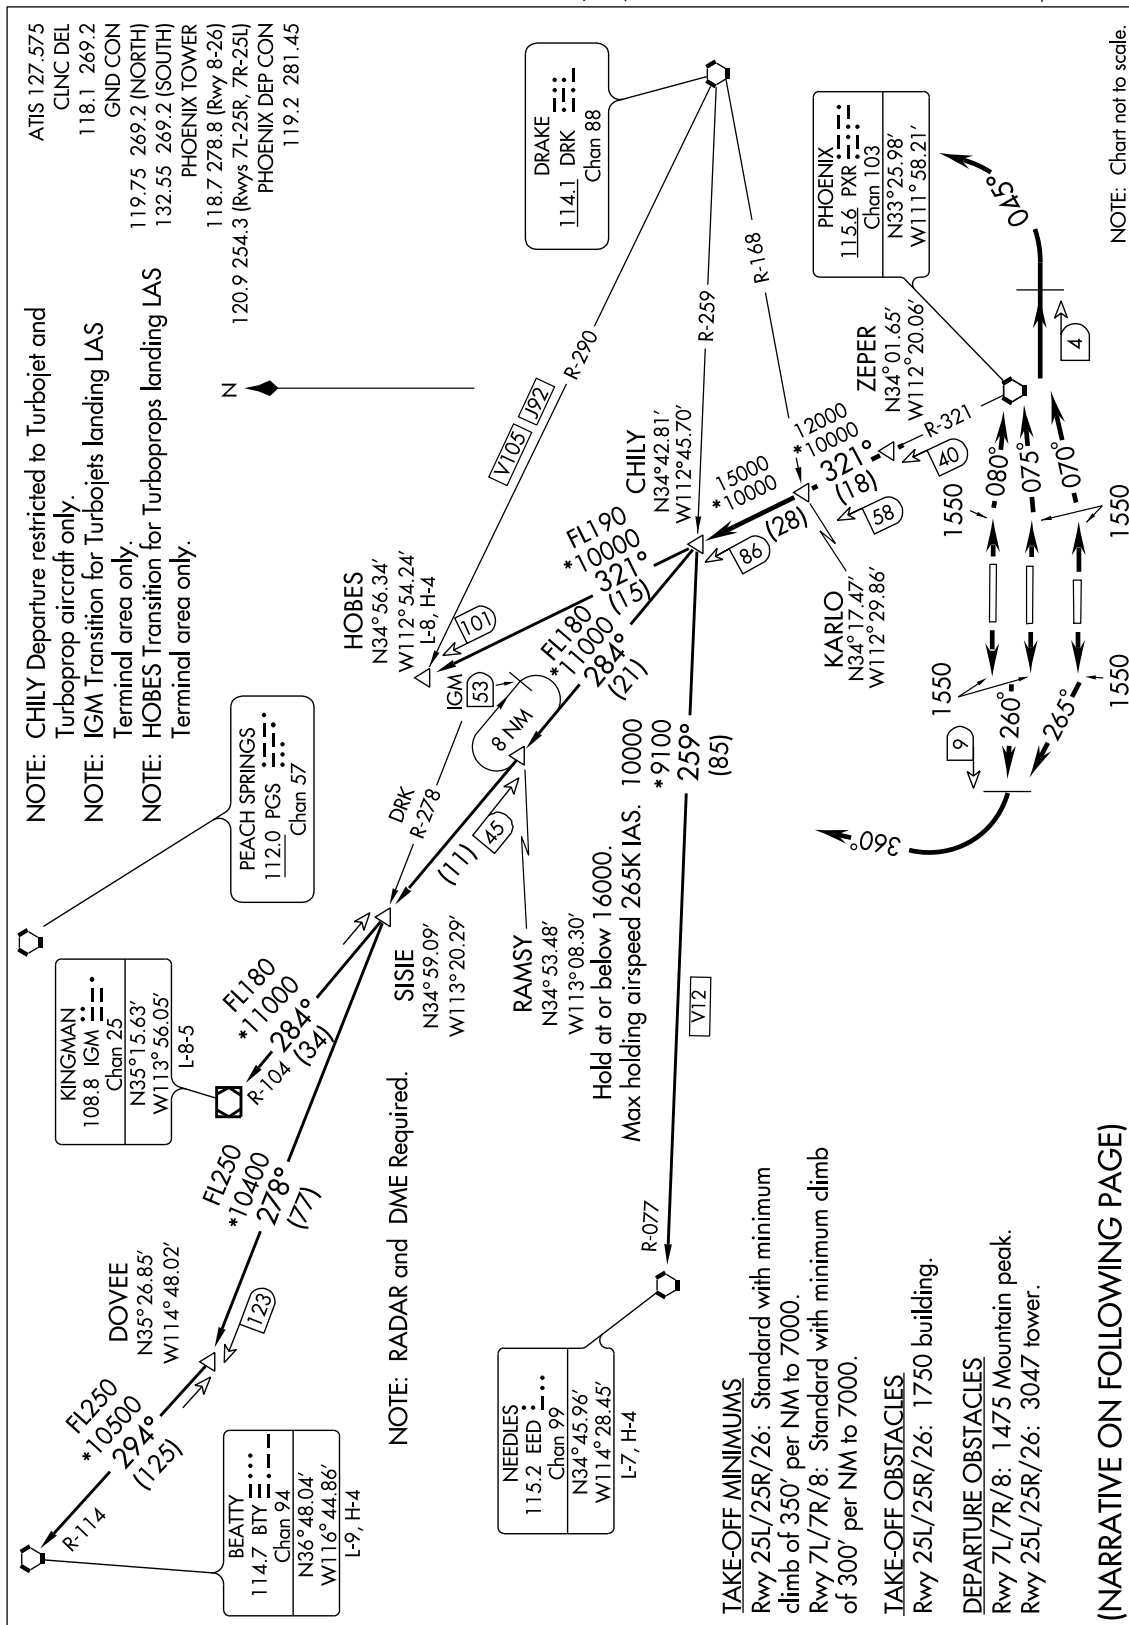 ATIS 127.575
CLNC DEL
118.1 269.2
GND CON
119.75 269.2 (NORTH)
132.55 269.2 (SOUTH)
PHOENIX TOWER
118.7 278.8 (Rwy 8-26)
120.9 254.3 (Rwys 7L-25R, 7R-25L)
PHOENIX DEP CON
119.2 281.45
NOTE: CHILY Departure restricted to Turbojet and
Turboprop aircraft only.
NOTE: IGM Transition for Turbojets landing LAS
Terminal area only.
NOTE: HOBES Transition for Turboprops landing LAS
Terminal area only.
N
PEACH SPRINGS
112.0 PGS
Chan 57
KINGMAN
108.8 IGM
Chan 25
N35°15.63'
W113°56.05'
L-8-5
DRAKE
114.1 DRK
Chan 88
PHOENIX
115.6 PXR
Chan 103
N33°25.98'
W111°58.21'
BEATTY
114.7 BTY
Chan 94
N36°48.04'
W116°44.86'
L-9, H-4
NEEDLES
115.2 EED
Chan 99
N34°45.96'
W114°28.45'
L-7, H-4
DOVEE
N35°26.85'
W114°48.02'
HOBES
N34°56.34'
W112°54.24'
L-8, H-4
CHILY
N34°42.81'
W112°45.70'
ZEPER
N34°01.65'
W112°20.06'
KARLO
N34°17.47'
W112°29.86'
SISIE
N34°59.09'
W113°20.29'
RAMSY
N34°53.48'
W113°08.30'
Hold at or below 16000.
Max holding airspeed 265K IAS.
R-114
FL250
*10500
294°
(125)
123
FL250
*10400
278°
(77)
FL180
*11000
284°
(34)
R-104
DRK
R-278
(11)
45
IGM
53
8 NM
FL180
*11000
284°
(21)
101
FL190
*10000
321°
(15)
V105
J92
R-290
R-259
R-168
15000
*10000
(28)
86
12000
*10000
321°
(18)
58
40
R-321
10000
*9100
259°
(85)
V12
R-077
045°
4
080°
075°
070°
1550
1550
1550
1550
260°
265°
9
360°
NOTE: RADAR and DME Required.
TAKE-OFF MINIMUMS
Rwy 25L/25R/26: Standard with minimum
climb of 350' per NM to 7000.
Rwy 7L/7R/8: Standard with minimum climb
of 300' per NM to 7000.
TAKE-OFF OBSTACLES
Rwy 25L/25R/26: 1750 building.
DEPARTURE OBSTACLES
Rwy 7L/7R/8: 1475 Mountain peak.
Rwy 25L/25R/26: 3047 tower.
(NARRATIVE ON FOLLOWING PAGE)
NOTE: Chart not to scale.